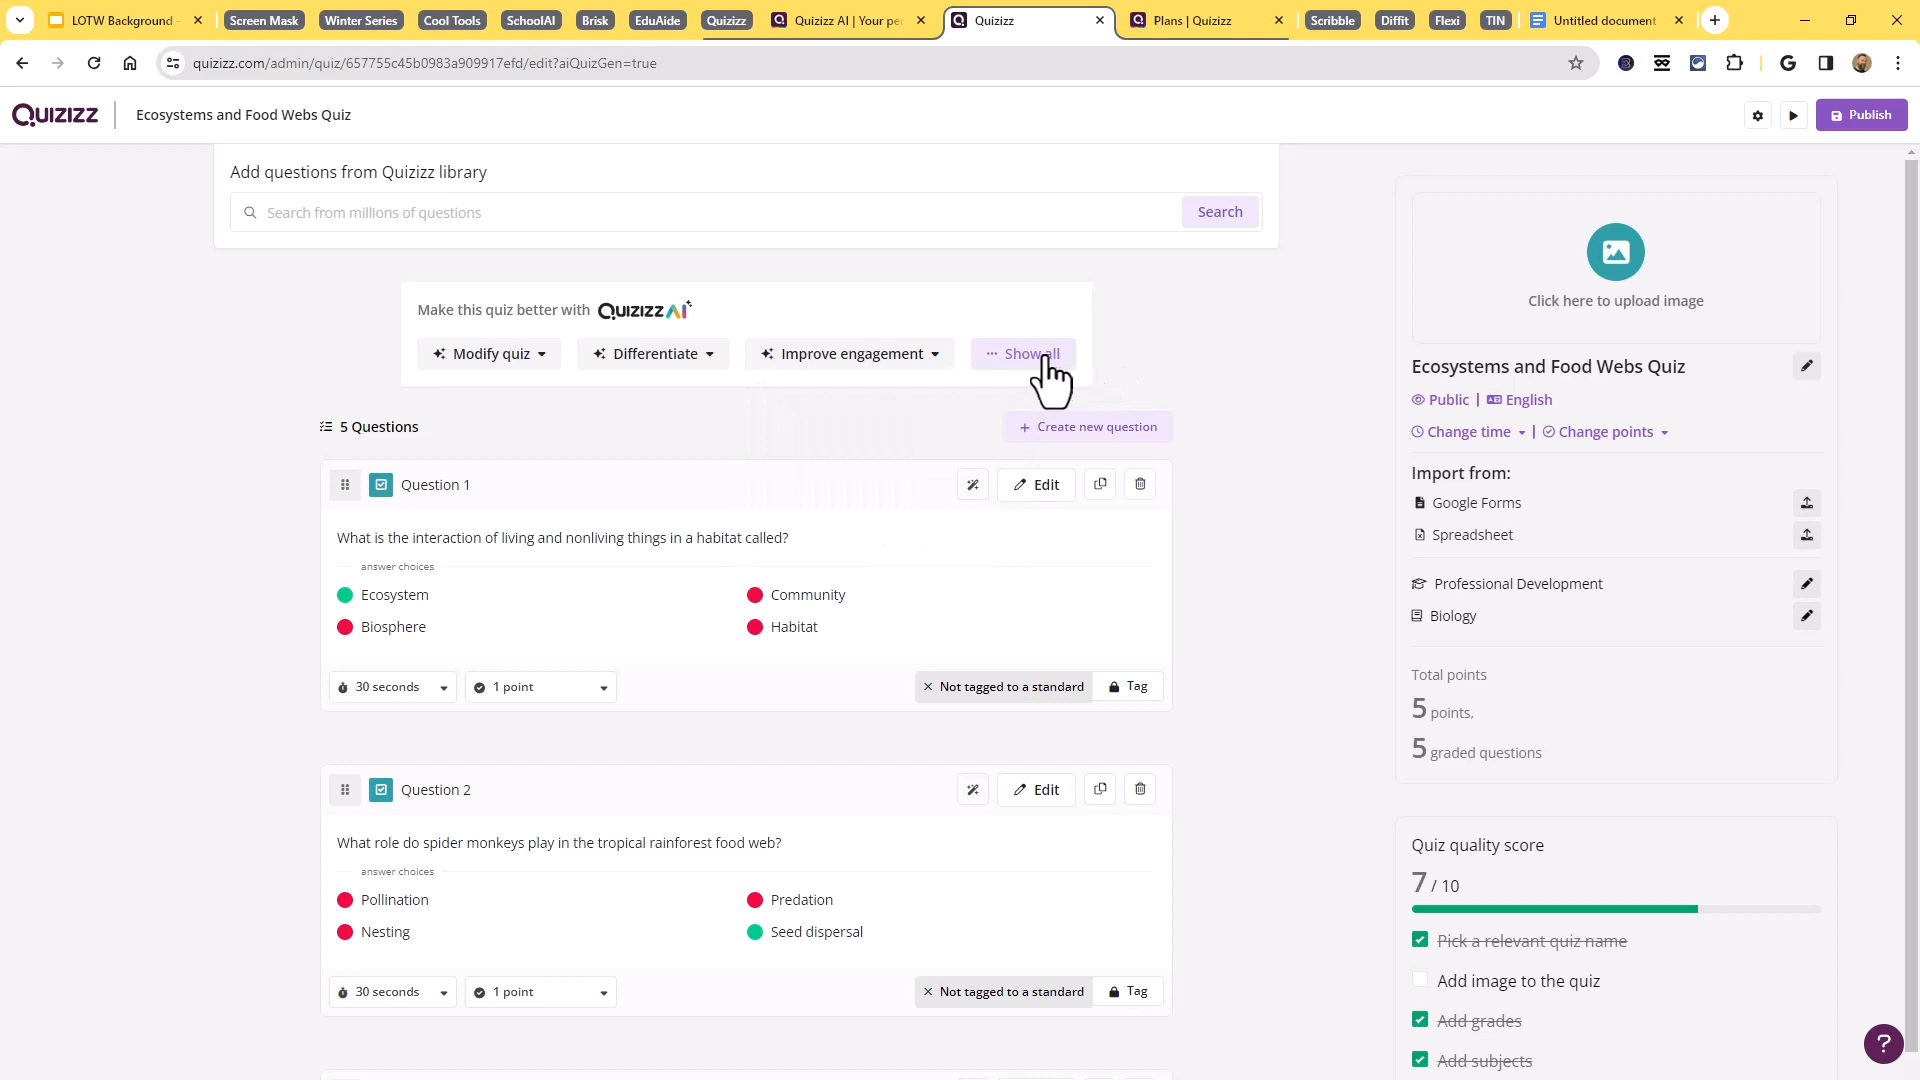 LOTW Background
Screen Mask
Winter Series
Cool Tools
SchoolAI
Brisk
EduAide
Quizizz
Quizizz AI | Your pe
Quizizz
Plans | Quizizz
Scribble
Diffit
Flexi
TIN
Untitled document
quizizz.com/admin/quiz/657755c45b0983a909917efd/edit?aiQuizGen=true
QUIZIZZ
Ecosystems and Food Webs Quiz
Publish
Add questions from Quizizz library
Search from millions of questions
Search
Make this quiz better with QUIZIZZ AI
Modify quiz
Differentiate
Improve engagement
Show all
5 Questions
+ Create new question
Question 1
Edit
What is the interaction of living and nonliving things in a habitat called?
answer choices
Ecosystem
Community
Biosphere
Habitat
30 seconds
1 point
Not tagged to a standard
Tag
Question 2
Edit
What role do spider monkeys play in the tropical rainforest food web?
answer choices
Pollination
Predation
Nesting
Seed dispersal
30 seconds
1 point
Not tagged to a standard
Tag
Click here to upload image
Ecosystems and Food Webs Quiz
Public | English
Change time | Change points
Import from:
Google Forms
Spreadsheet
Professional Development
Biology
Total points
5 points,
5 graded questions
Quiz quality score
7 / 10
Pick a relevant quiz name
Add image to the quiz
Add grades
Add subjects
?